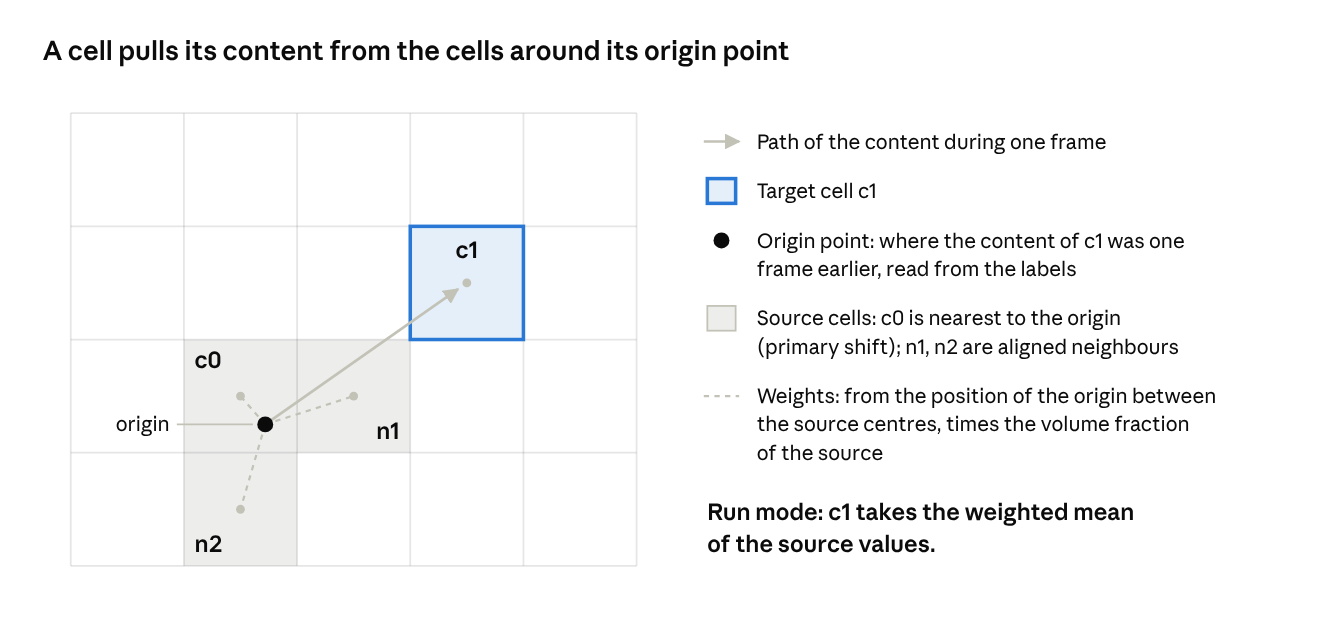 A cell pulls its content from the cells around its origin point
c1
c0
origin
n1
n2
Path of the content during one frame
Target cell c1
Origin point: where the content of c1 was one
frame earlier, read from the labels
Source cells: c0 is nearest to the origin
(primary shift); n1, n2 are aligned neighbours
Weights: from the position of the origin between
the source centres, times the volume fraction
of the source
Run mode: c1 takes the weighted mean
of the source values.